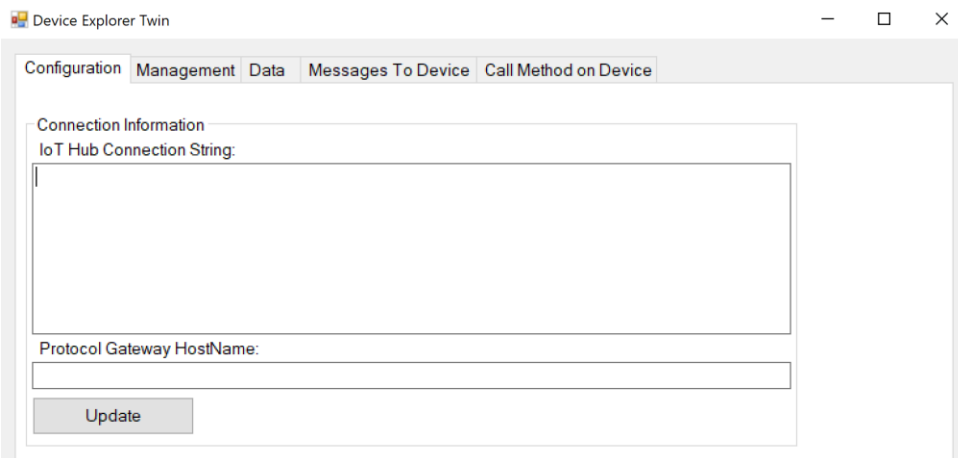 Device Explorer Twin
Configuration Management Data Messages To Device Call Method on Device
Connection Information
IoT Hub Connection String:
Protocol Gateway HostName:
Update